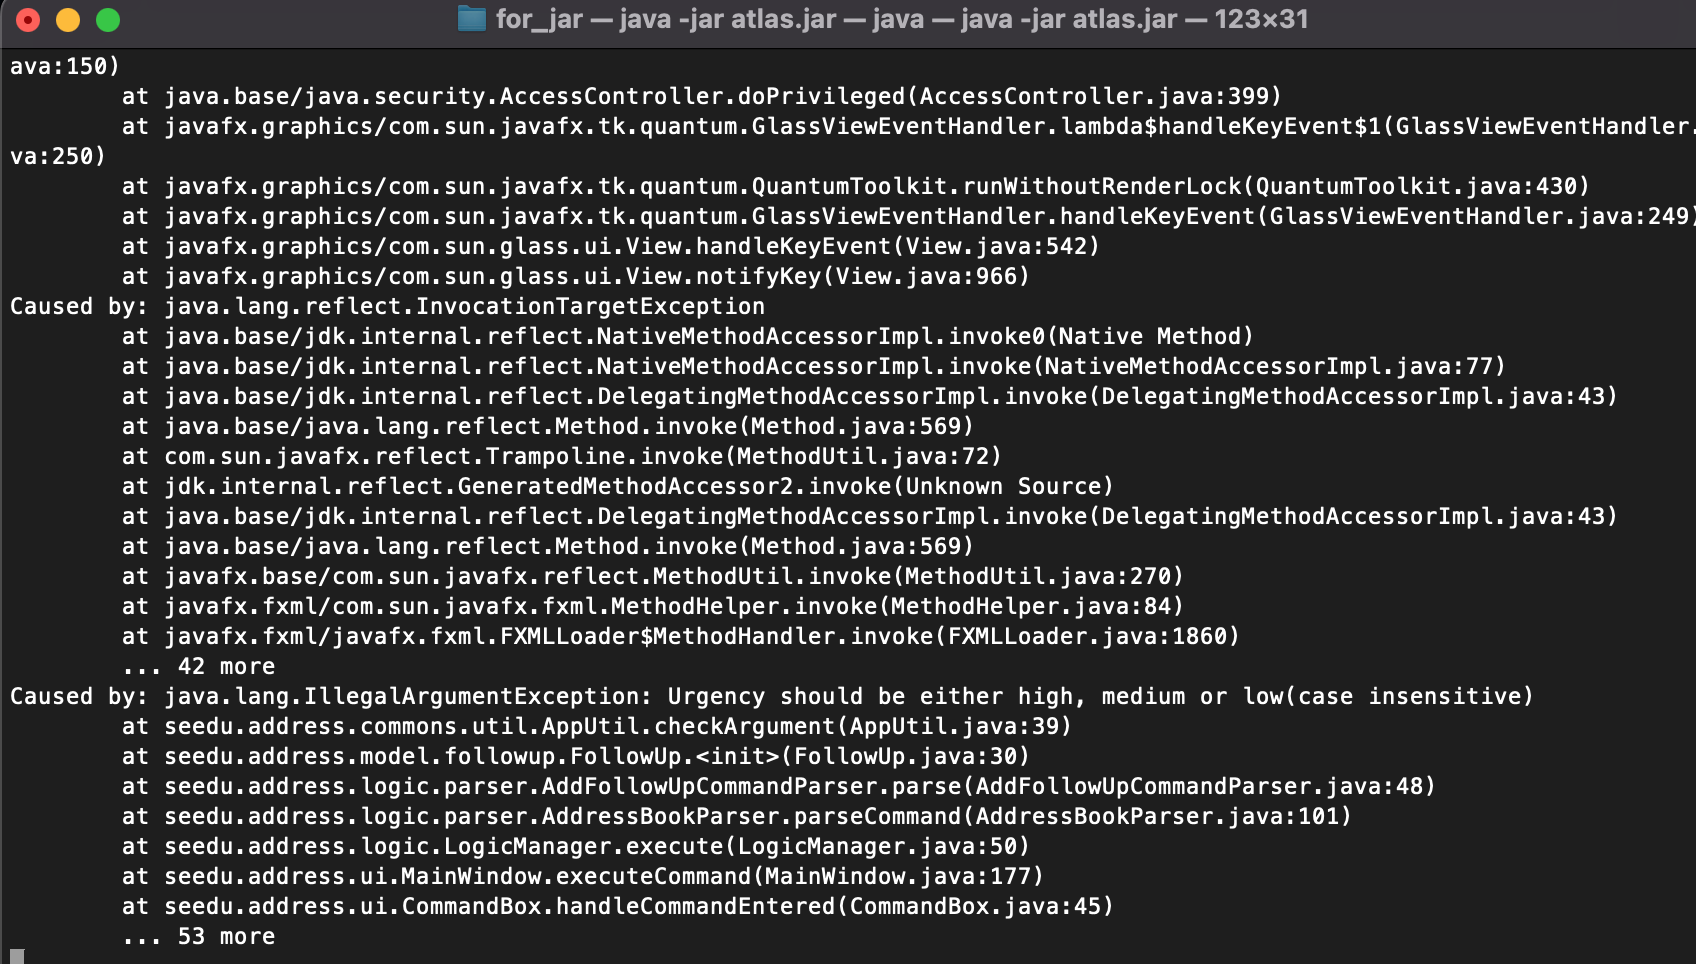 for_jar — java -jar atlas.jar — java — java -jar atlas.jar — 123×31
ava:150)
at java.base/java.security.AccessController.doPrivileged(AccessController.java:399)
at javafx.graphics/com.sun.javafx.tk.quantum.GlassViewEventHandler.lambda$handleKeyEvent$1(GlassViewEventHandler.
va:250)
at javafx.graphics/com.sun.javafx.tk.quantum.QuantumToolkit.runWithoutRenderLock(QuantumToolkit.java:430)
at javafx.graphics/com.sun.javafx.tk.quantum.GlassViewEventHandler.handleKeyEvent(GlassViewEventHandler.java:249)
at javafx.graphics/com.sun.glass.ui.View.handleKeyEvent(View.java:542)
at javafx.graphics/com.sun.glass.ui.View.notifyKey(View.java:966)
Caused by: java.lang.reflect.InvocationTargetException
at java.base/jdk.internal.reflect.NativeMethodAccessorImpl.invoke0(Native Method)
at java.base/jdk.internal.reflect.NativeMethodAccessorImpl.invoke(NativeMethodAccessorImpl.java:77)
at java.base/jdk.internal.reflect.DelegatingMethodAccessorImpl.invoke(DelegatingMethodAccessorImpl.java:43)
at java.base/java.lang.reflect.Method.invoke(Method.java:569)
at com.sun.javafx.reflect.Trampoline.invoke(MethodUtil.java:72)
at jdk.internal.reflect.GeneratedMethodAccessor2.invoke(Unknown Source)
at java.base/jdk.internal.reflect.DelegatingMethodAccessorImpl.invoke(DelegatingMethodAccessorImpl.java:43)
at java.base/java.lang.reflect.Method.invoke(Method.java:569)
at javafx.base/com.sun.javafx.reflect.MethodUtil.invoke(MethodUtil.java:270)
at javafx.fxml/com.sun.javafx.fxml.MethodHelper.invoke(MethodHelper.java:84)
at javafx.fxml/javafx.fxml.FXMLLoader$MethodHandler.invoke(FXMLLoader.java:1860)
... 42 more
Caused by: java.lang.IllegalArgumentException: Urgency should be either high, medium or low(case insensitive)
at seedu.address.commons.util.AppUtil.checkArgument(AppUtil.java:39)
at seedu.address.model.followup.FollowUp.<init>(FollowUp.java:30)
at seedu.address.logic.parser.AddFollowUpCommandParser.parse(AddFollowUpCommandParser.java:48)
at seedu.address.logic.parser.AddressBookParser.parseCommand(AddressBookParser.java:101)
at seedu.address.logic.LogicManager.execute(LogicManager.java:50)
at seedu.address.ui.MainWindow.executeCommand(MainWindow.java:177)
at seedu.address.ui.CommandBox.handleCommandEntered(CommandBox.java:45)
... 53 more